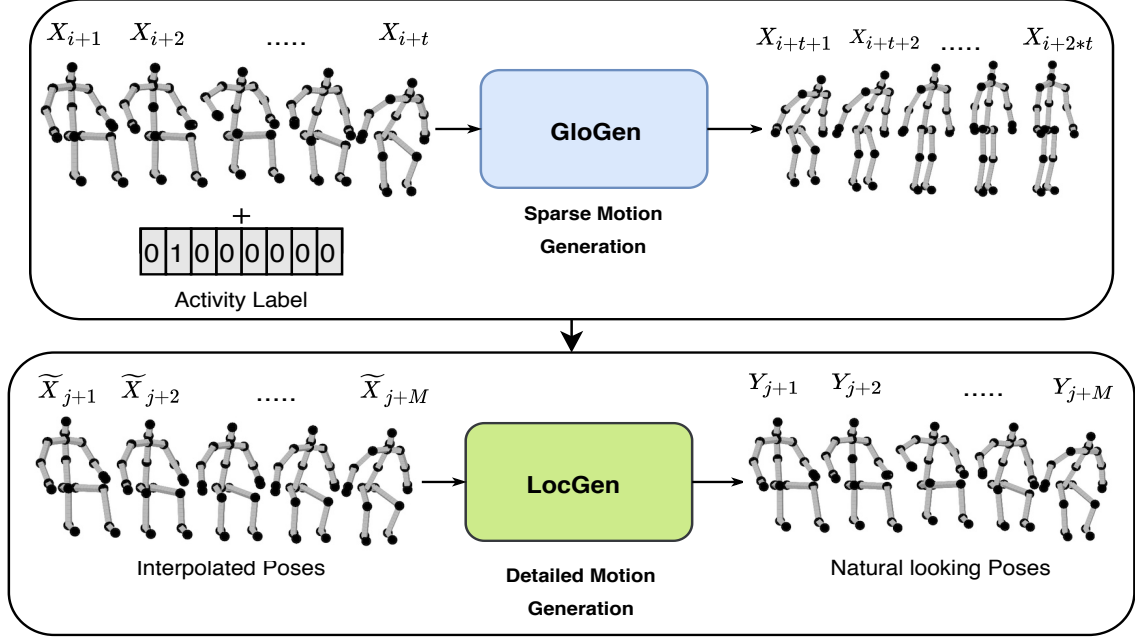 X_{i+1} X_{i+2} ..... X_{i+t} X_{i+t+1} X_{i+t+2} ..... X_{i+2*t}
GloGen
Sparse Motion
Generation
+
0 1 0 0 0 0 0 0
Activity Label
X̃_{j+1} X̃_{j+2} ..... X̃_{j+M} Y_{j+1} Y_{j+2} ..... Y_{j+M}
LocGen
Interpolated Poses
Natural looking Poses
Detailed Motion
Generation